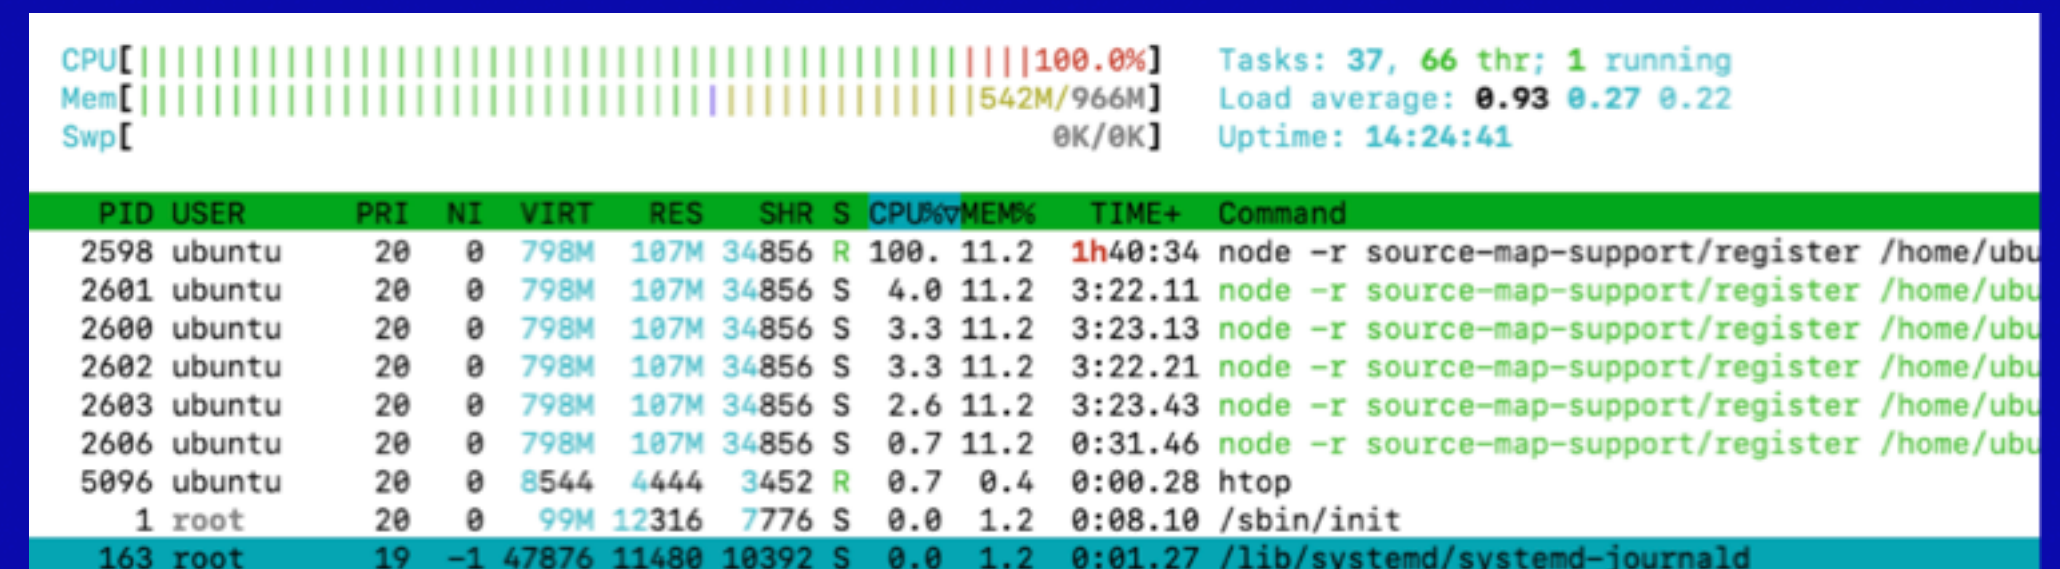 CPU[||||||||||||||||||||||||||||||||||||||||||||||||100.0%] Tasks: 37, 66 thr; 1 running
Mem[||||||||||||||||||||||||||||||||||||||||||||||542M/966M] Load average: 0.93 0.27 0.22
Swp[ 0K/0K] Uptime: 14:24:41
PID USER PRI NI VIRT RES SHR S CPU%▽MEM% TIME+ Command
2598 ubuntu 20 0 798M 107M 34856 R 100. 11.2 1h40:34 node -r source-map-support/register /home/ubu
2601 ubuntu 20 0 798M 107M 34856 S 4.0 11.2 3:22.11 node -r source-map-support/register /home/ubu
2600 ubuntu 20 0 798M 107M 34856 S 3.3 11.2 3:23.13 node -r source-map-support/register /home/ubu
2602 ubuntu 20 0 798M 107M 34856 S 3.3 11.2 3:22.21 node -r source-map-support/register /home/ubu
2603 ubuntu 20 0 798M 107M 34856 S 2.6 11.2 3:23.43 node -r source-map-support/register /home/ubu
2606 ubuntu 20 0 798M 107M 34856 S 0.7 11.2 0:31.46 node -r source-map-support/register /home/ubu
5096 ubuntu 20 0 8544 4444 3452 R 0.7 0.4 0:00.28 htop
1 root 20 0 99M 12316 7776 S 0.0 1.2 0:08.10 /sbin/init
163 root 19 -1 47876 11480 10392 S 0.0 1.2 0:01.27 /lib/systemd/systemd-journald